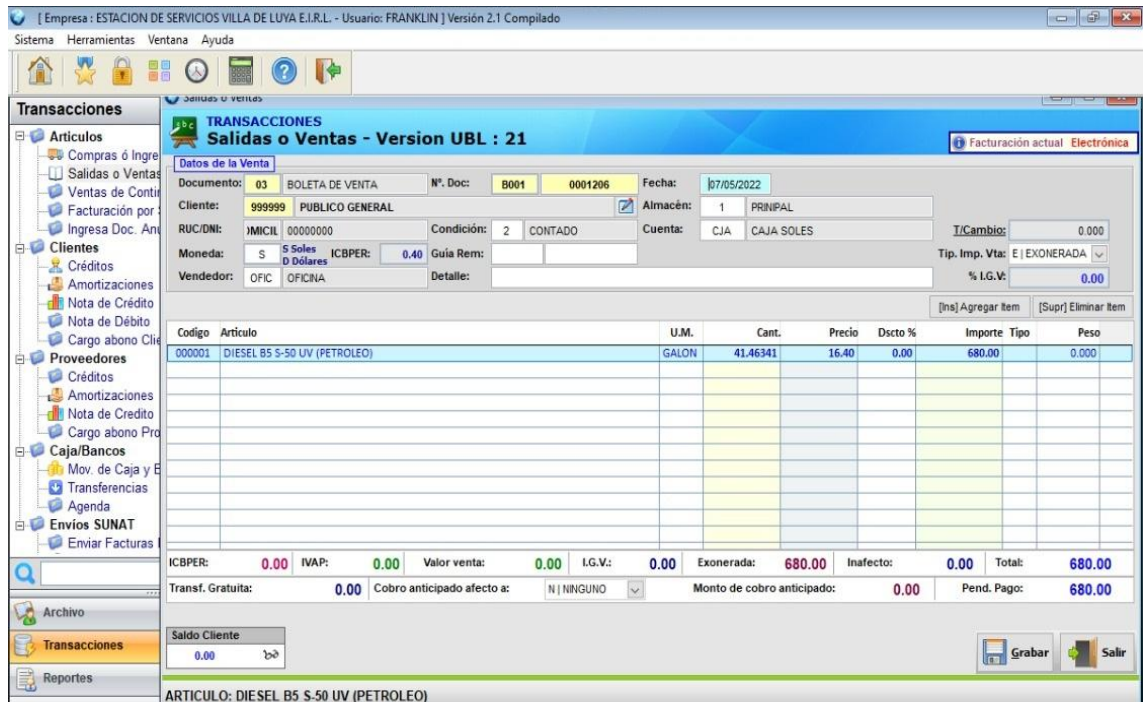 [ Empresa : ESTACION DE SERVICIOS VILLA DE LUYA E.I.R.L. - Usuario: FRANKLIN ] Versión 2.1 Compilado
Sistema Herramientas Ventana Ayuda
Transacciones
Articulos
Compras ó Ingre
Salidas o Ventas
Ventas de Contin
Facturación por
Ingresa Doc. Anu
Clientes
Créditos
Amortizaciones
Nota de Crédito
Nota de Débito
Cargo abono Clie
Proveedores
Créditos
Amortizaciones
Nota de Credito
Cargo abono Pro
Caja/Bancos
Mov. de Caja y E
Transferencias
Agenda
Envíos SUNAT
Enviar Facturas
Archivo
Transacciones
Reportes
Salidas o Ventas
abc
TRANSACCIONES
Salidas o Ventas - Version UBL : 21
Facturación actual Electrónica
Datos de la Venta
Documento: 03 BOLETA DE VENTA Nº. Doc: B001 0001206 Fecha: 07/05/2022
Cliente: 999999 PUBLICO GENERAL Almacén: 1 PRINIPAL
RUC/DNI: OMICIL 00000000 Condición: 2 CONTADO Cuenta: CJA CAJA SOLES T/Cambio: 0.000
Moneda: S S Soles D Dólares ICBPER: 0.40 Guía Rem: Tip. Imp. Vta: E | EXONERADA
Vendedor: OFIC OFICINA Detalle: % I.G.V: 0.00
[Ins] Agregar Item [Supr] Eliminar Item
Codigo Articulo U.M. Cant. Precio Dscto % Importe Tipo Peso
000001 DIESEL B5 S-50 UV (PETROLEO) GALON 41.46341 16.40 0.00 680.00 0.000
ICBPER: 0.00 IVAP: 0.00 Valor venta: 0.00 I.G.V.: 0.00 Exonerada: 680.00 Inafecto: 0.00 Total: 680.00
Transf. Gratuita: 0.00 Cobro anticipado afecto a: N | NINGUNO Monto de cobro anticipado: 0.00 Pend. Pago: 680.00
Saldo Cliente
0.00
Grabar Salir
ARTICULO: DIESEL B5 S-50 UV (PETROLEO)